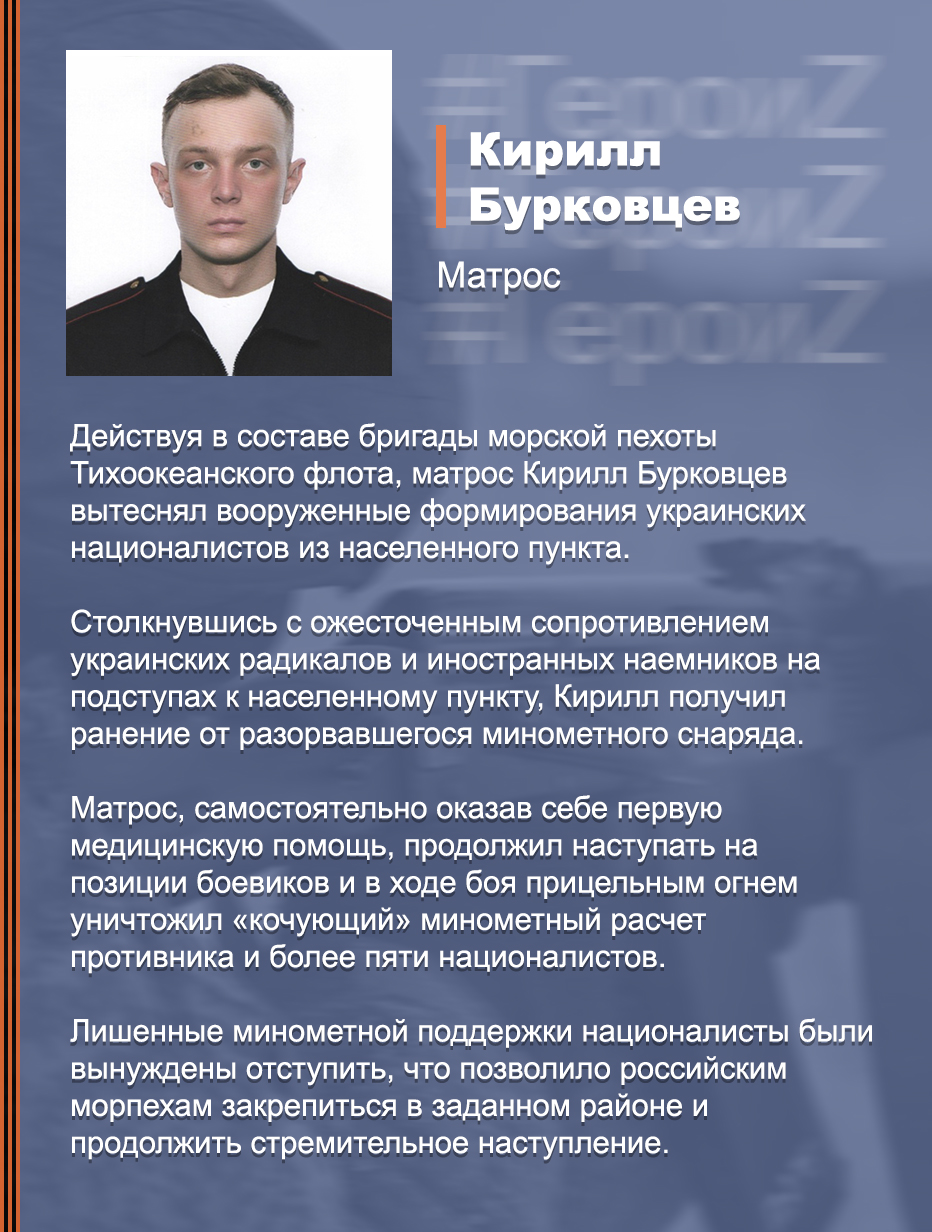 #ГероиZ
Кирилл
#ГероиZ
Бурковцев
Матрос
#ГероиZ
Действуя в составе бригады морской пехоты
Тихоокеанского флота, матрос Кирилл Бурковцев
вытеснял вооруженные формирования украинских
националистов из населенного пункта.
Столкнувшись с ожесточенным сопротивлением
украинских радикалов и иностранных наемников на
подступах к населенному пункту, Кирилл получил
ранение от разорвавшегося минометного снаряда.
Матрос, самостоятельно оказав себе первую
медицинскую помощь, продолжил наступать на
позиции боевиков и в ходе боя прицельным огнем
уничтожил «кочующий» минометный расчет
противника и более пяти националистов.
Лишенные минометной поддержки националисты были
вынуждены отступить, что позволило российским
морпехам закрепиться в заданном районе и
продолжить стремительное наступление.